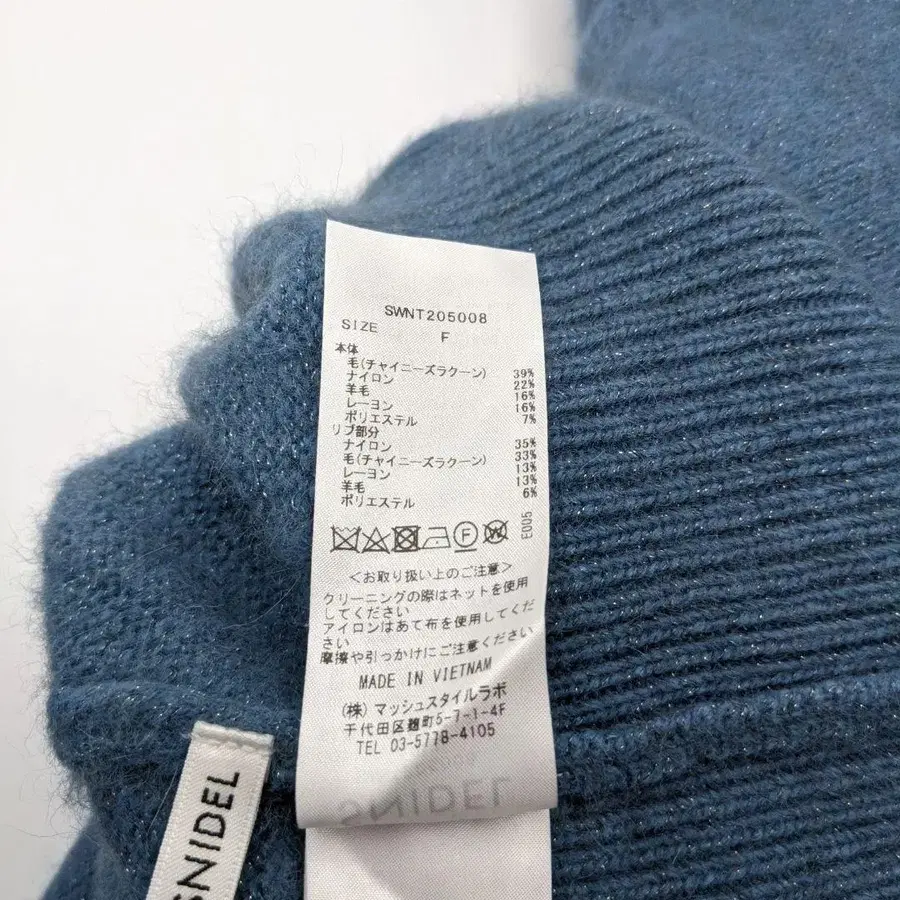 SWNT205008
SIZE F
本体
毛(チャイニーズラクーン) 39%
ナイロン 22%
羊毛 16%
レーヨン 16%
ポリエステル 7%
リブ部分
ナイロン 35%
毛(チャイニーズラクーン) 33%
レーヨン 13%
羊毛 13%
ポリエステル 6%
F W
E005
<お取り扱い上のご注意>
クリーニングの際はネットを使用
してください
アイロンはあて布を使用してくだ
さい
摩擦や引っかけにご注意ください
MADE IN VIETNAM
(株)マッシュスタイルラボ
千代田区麹町5-7-1-4F
TEL 03-5778-4105
SNIDEL
SNIDEL